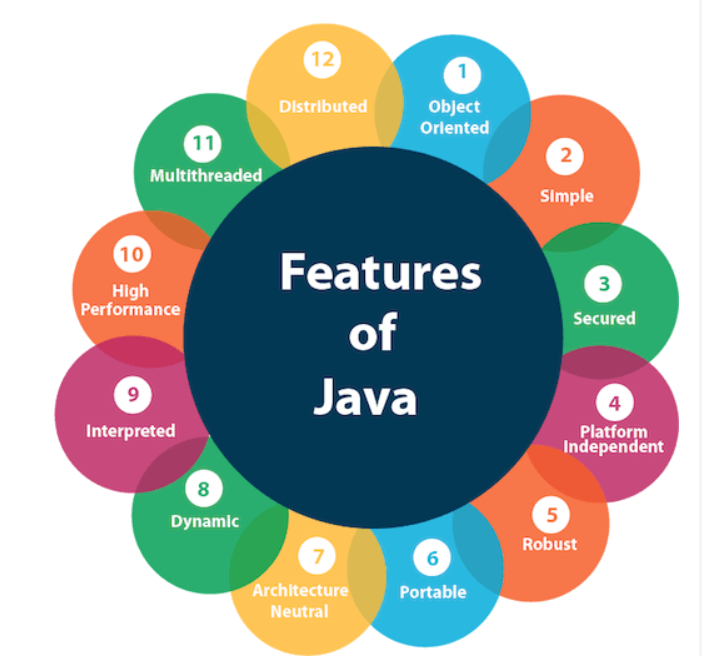 Features
of
Java
1
Object
Oriented
2
Simple
3
Secured
4
Platform
Independent
5
Robust
6
Portable
7
Architecture
Neutral
8
Dynamic
9
Interpreted
10
High
Performance
11
Multithreaded
12
Distributed